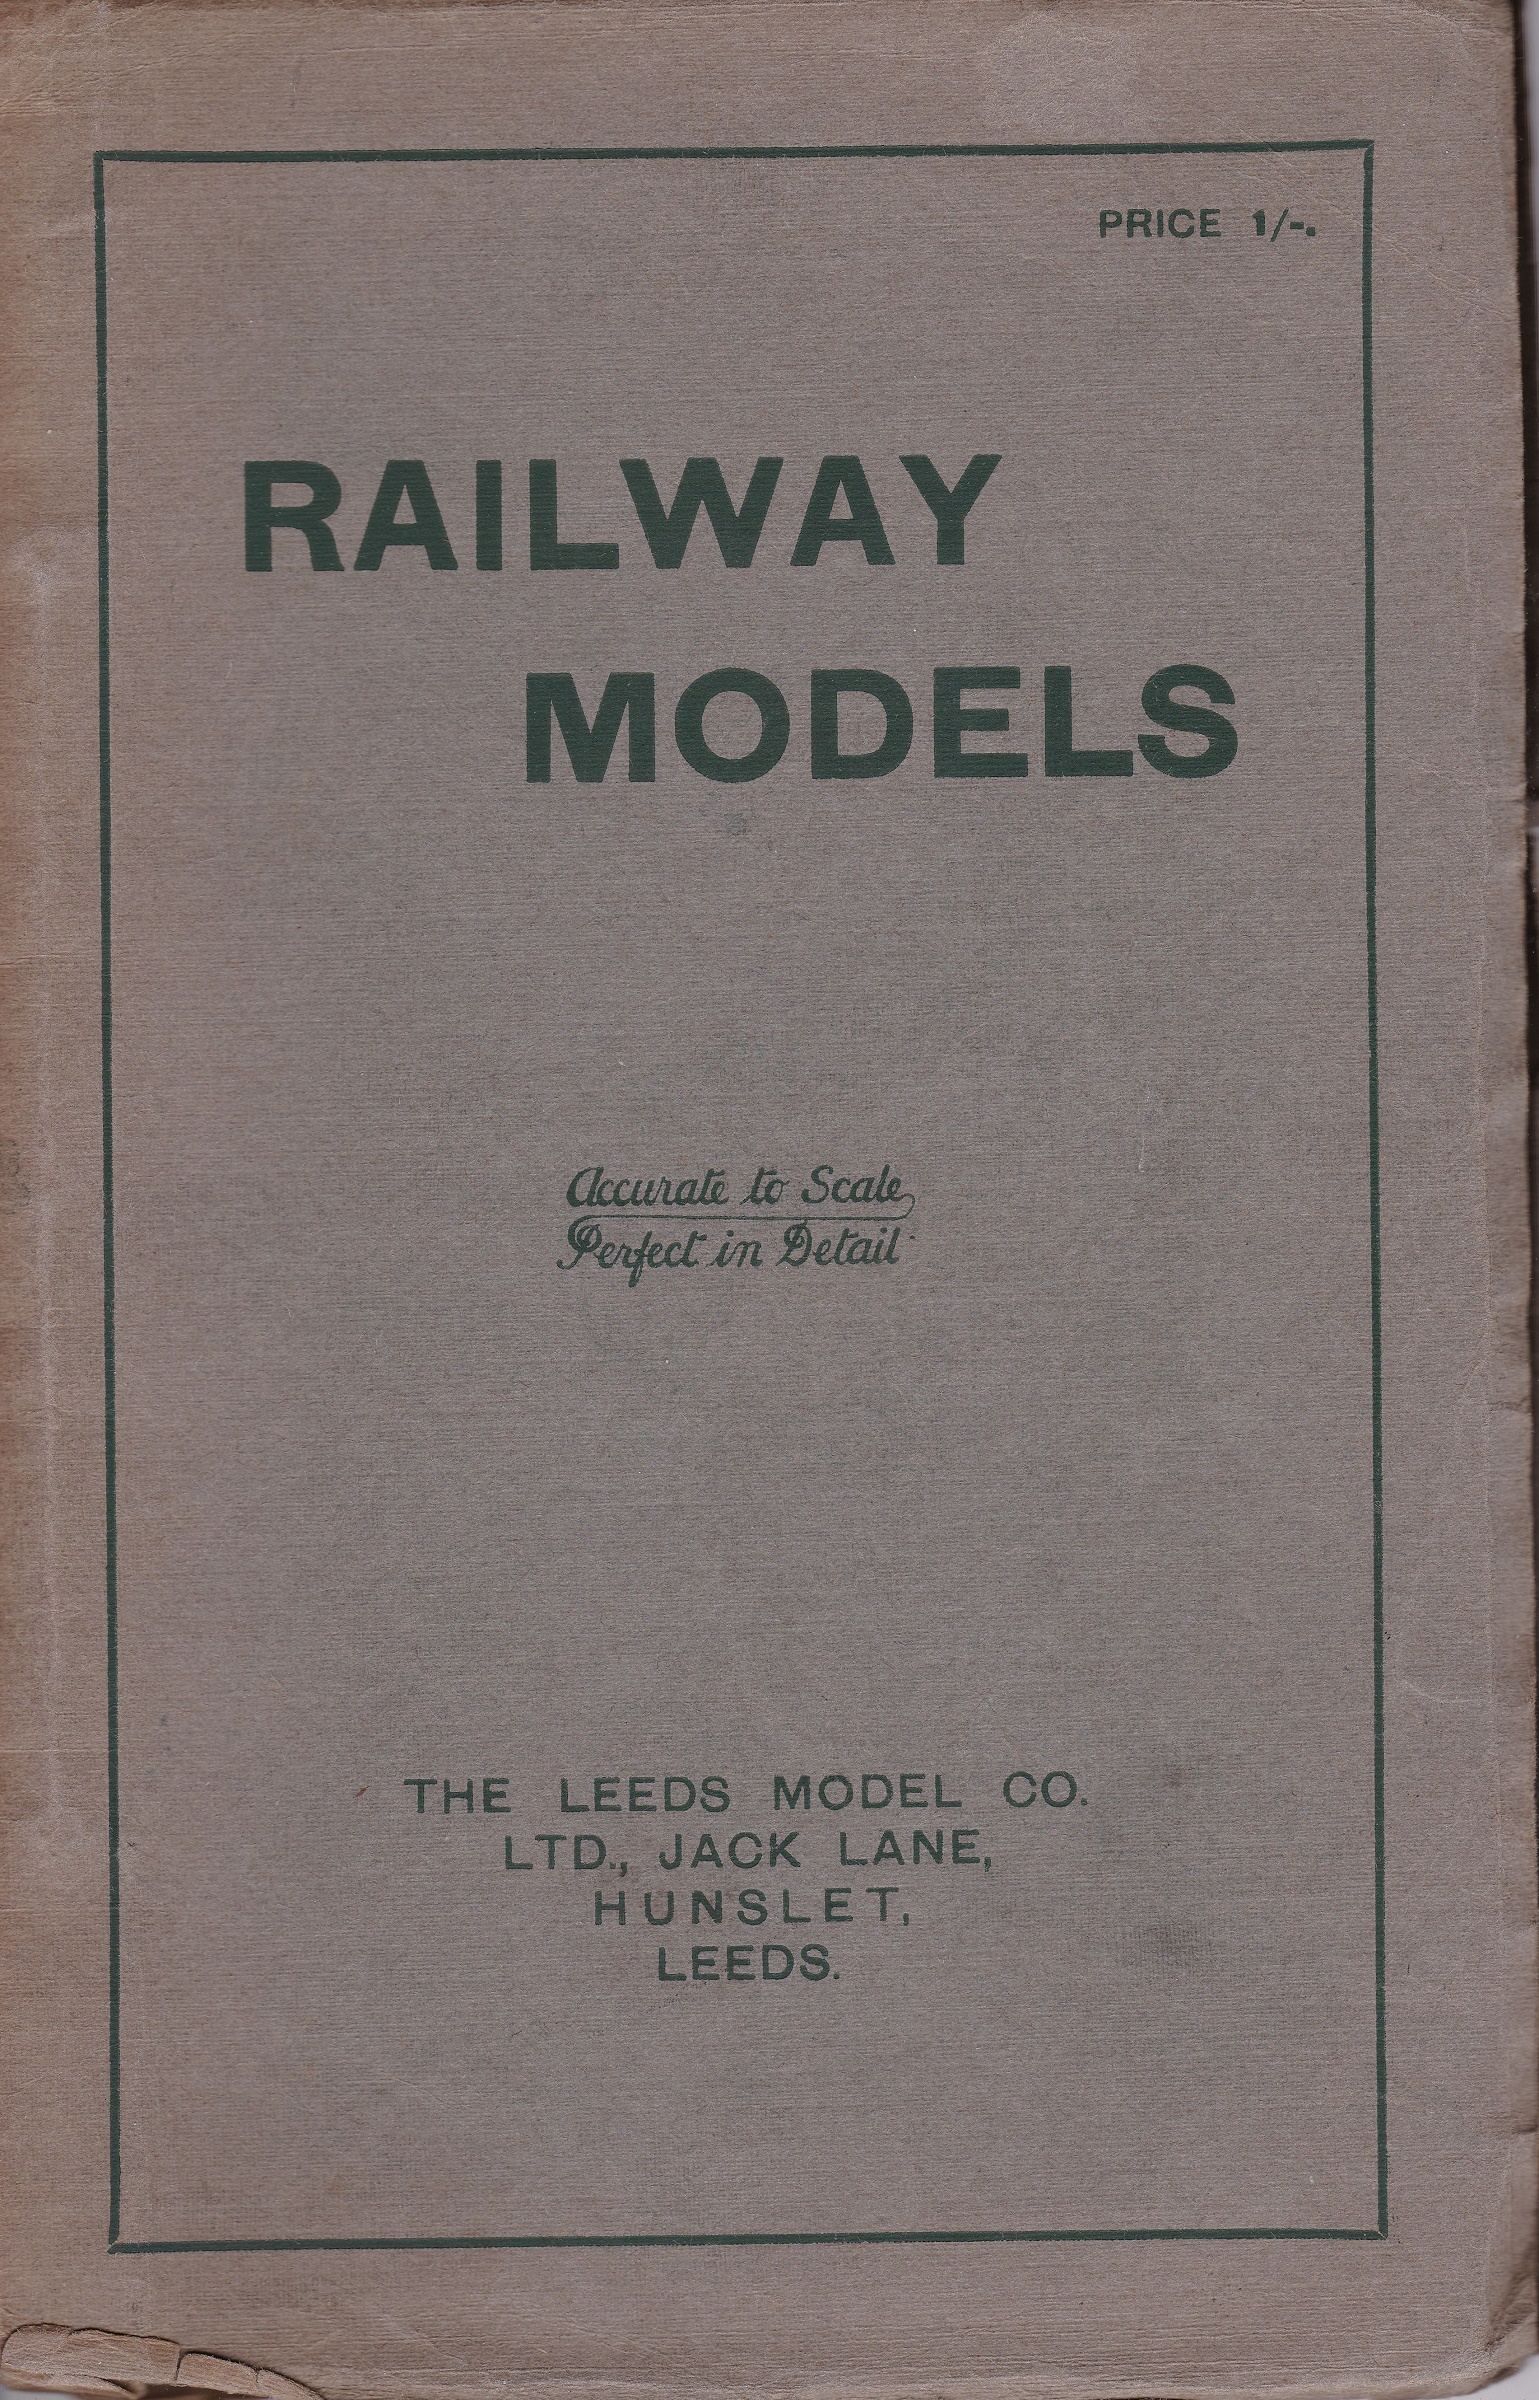 PRICE 1/-.
RAILWAY
MODELS
Accurate to Scale,
Perfect in Detail.
THE LEEDS MODEL CO.
LTD., JACK LANE,
HUNSLET,
LEEDS.